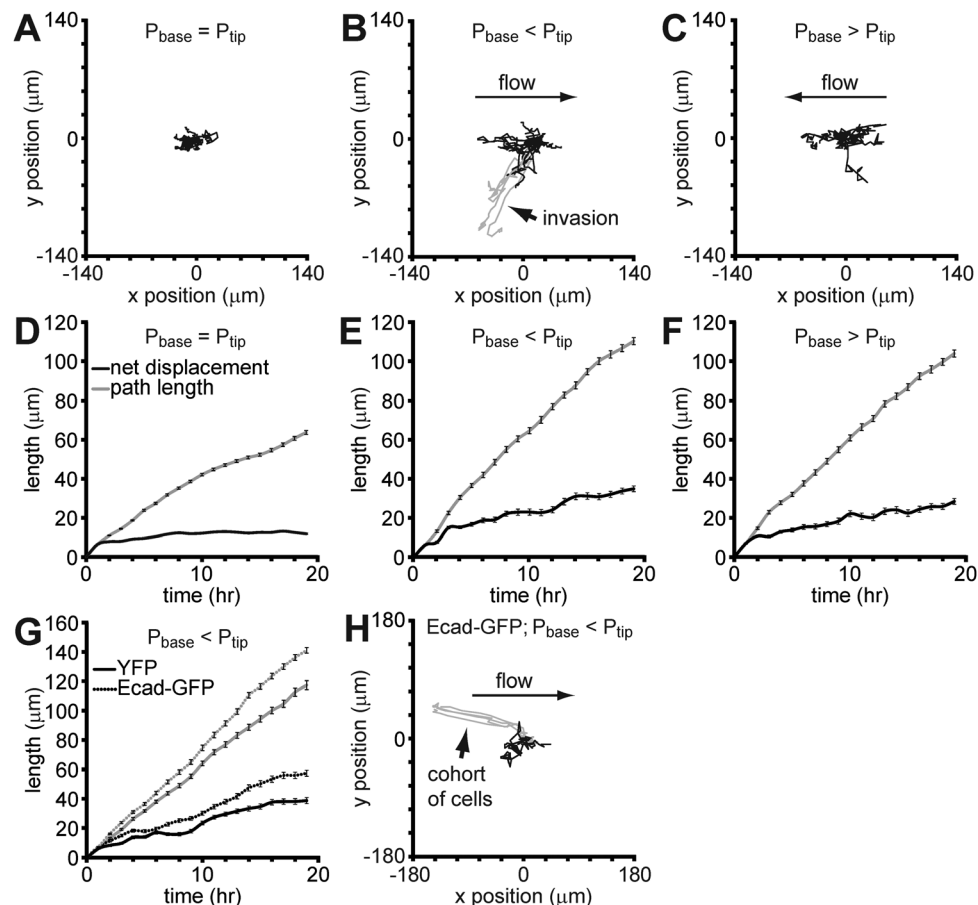 A
P_base = P_tip
140
0
-140
y position (μm)
-140
0
140
x position (μm)
B
P_base < P_tip
flow
invasion
140
0
-140
y position (μm)
-140
0
140
x position (μm)
C
P_base > P_tip
flow
140
0
-140
y position (μm)
-140
0
140
x position (μm)
D
P_base = P_tip
net displacement
path length
120
100
80
60
40
20
0
length (μm)
0
10
20
time (hr)
E
P_base < P_tip
120
100
80
60
40
20
0
length (μm)
0
10
20
time (hr)
F
P_base > P_tip
120
100
80
60
40
20
0
length (μm)
0
10
20
time (hr)
G
P_base < P_tip
YFP
Ecad-GFP
160
140
120
100
80
60
40
20
0
length (μm)
0
10
20
time (hr)
H
Ecad-GFP; P_base < P_tip
flow
cohort
of cells
180
0
-180
y position (μm)
-180
0
180
x position (μm)